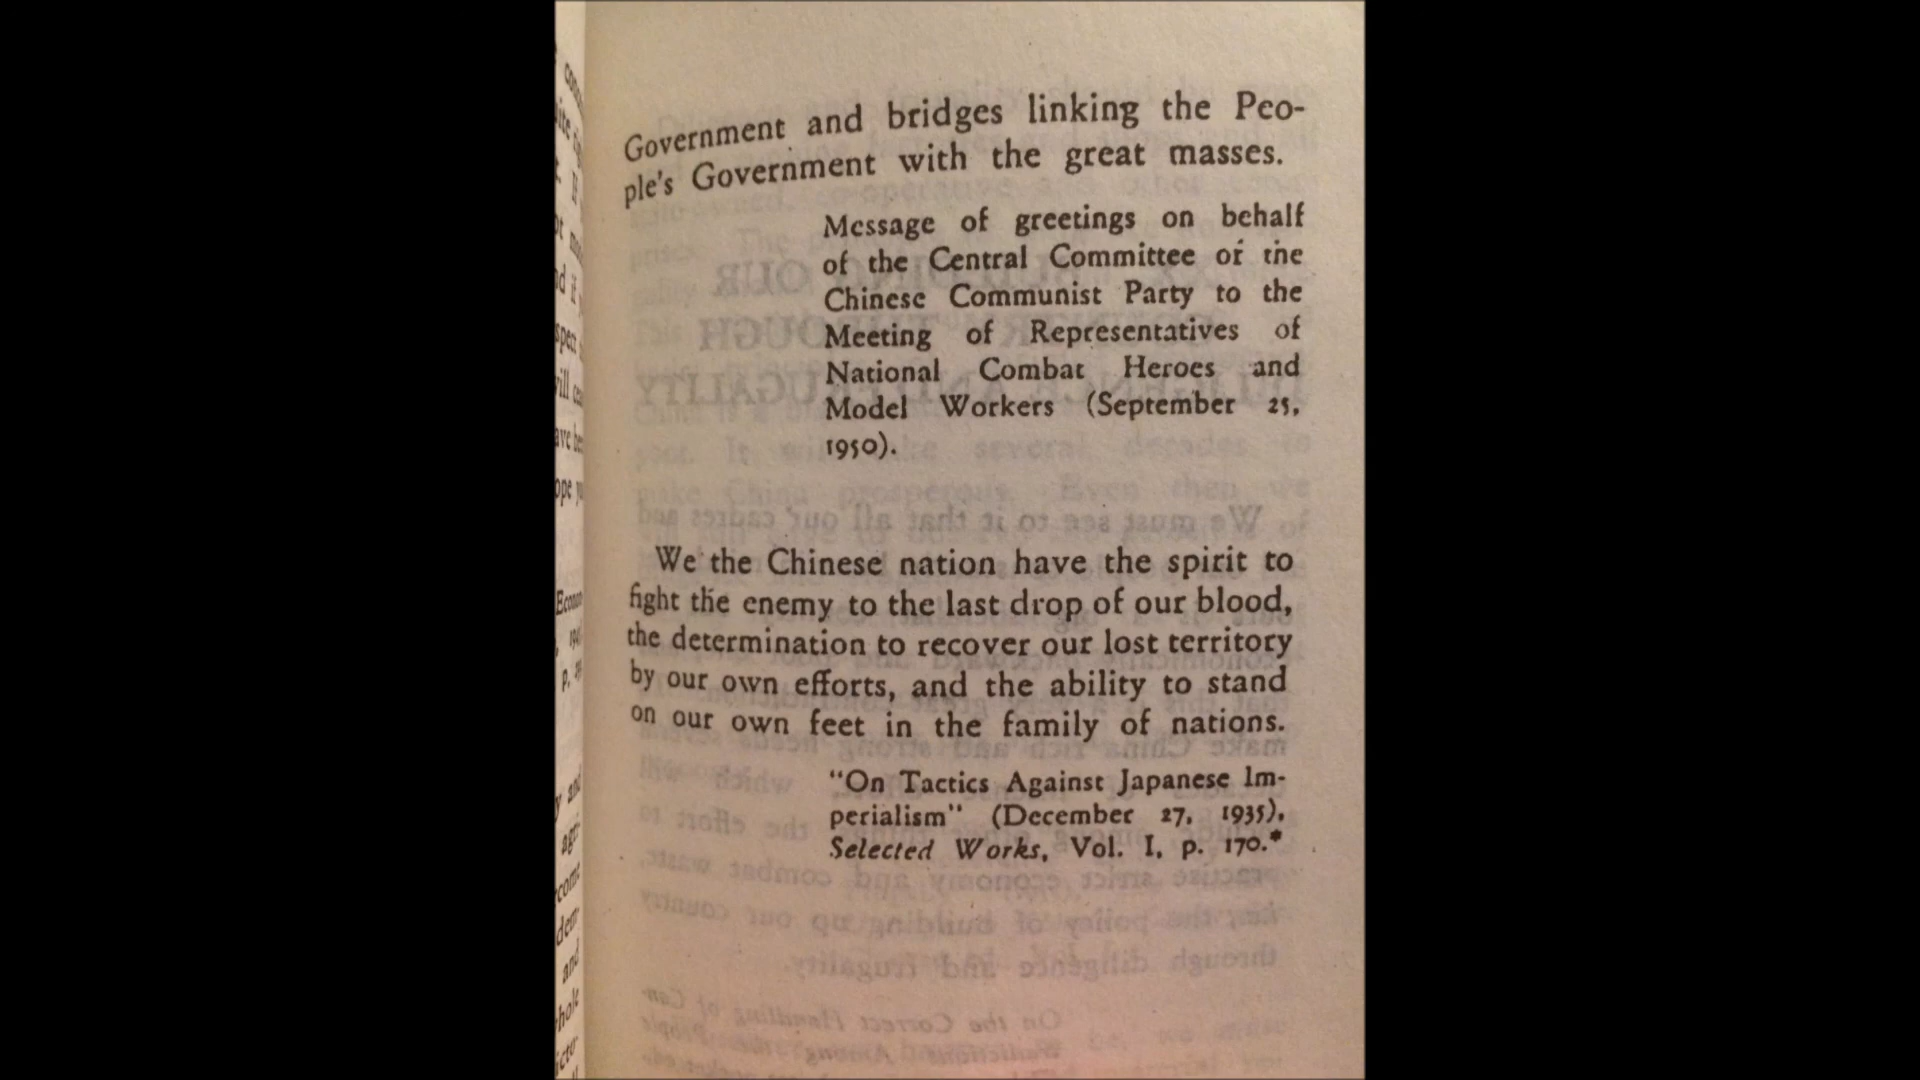 Government and bridges linking the Peo-
ple's Government with the great masses.
Message of greetings on behalf
of the Central Committee of the
Chinese Communist Party to the
Meeting of Representatives of
National Combat Heroes and
Model Workers (September 25,
1950).
We the Chinese nation have the spirit to
fight the enemy to the last drop of our blood,
the determination to recover our lost territory
by our own efforts, and the ability to stand
on our own feet in the family of nations.
"On Tactics Against Japanese Im-
perialism" (December 27, 1935),
Selected Works, Vol. I, p. 170.*